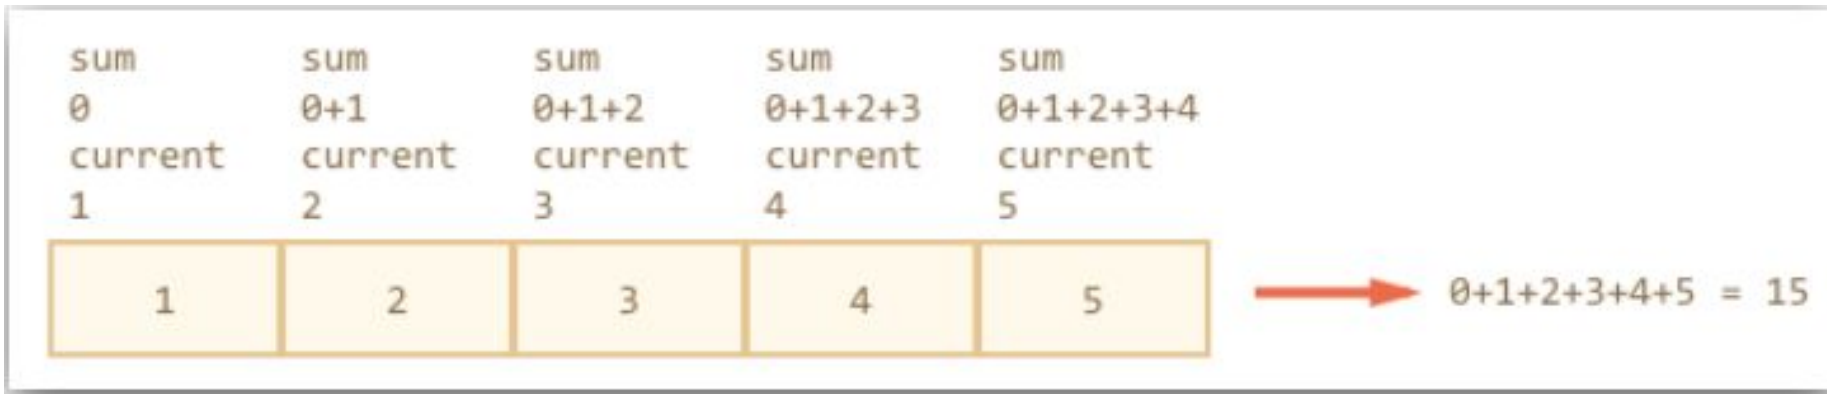 sum sum sum sum sum
0 0+1 0+1+2 0+1+2+3 0+1+2+3+4
current current current current current
1 2 3 4 5
1 2 3 4 5 0+1+2+3+4+5 = 15